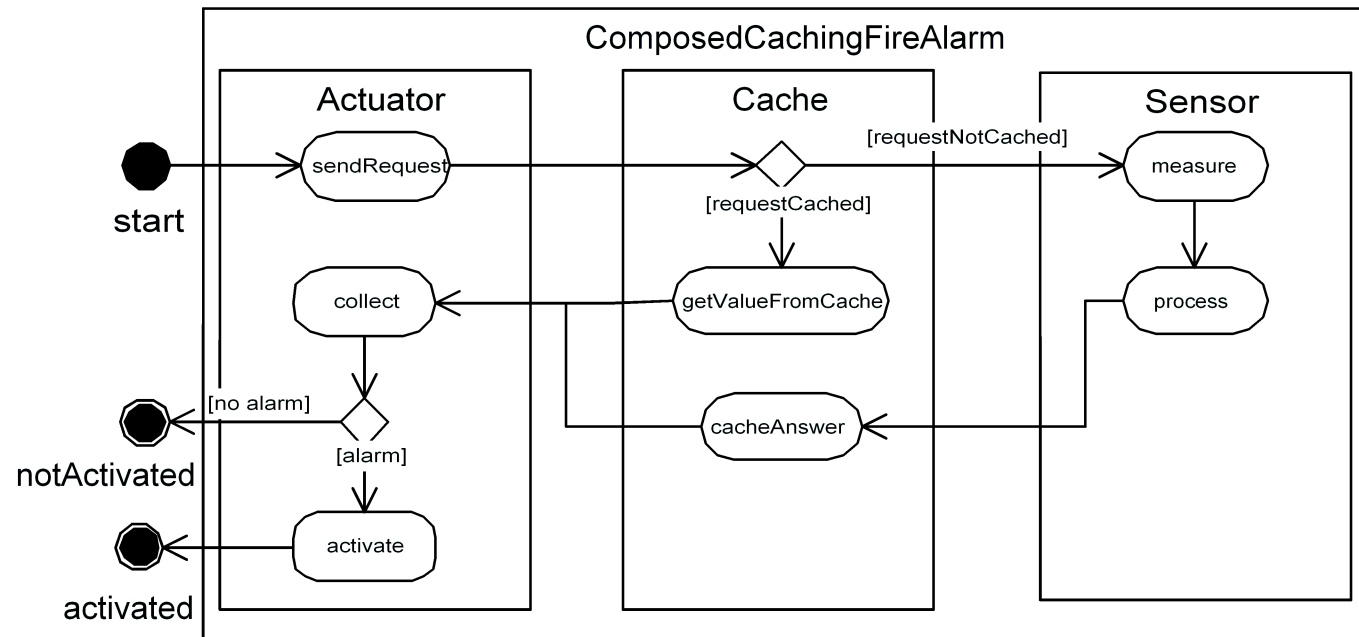 ComposedCachingFireAlarm
Actuator
Cache
Sensor
[requestNotCached]
sendRequest
measure
[requestCached]
start
collect
getValueFromCache
process
[no alarm]
cacheAnswer
[alarm]
notActivated
activate
activated